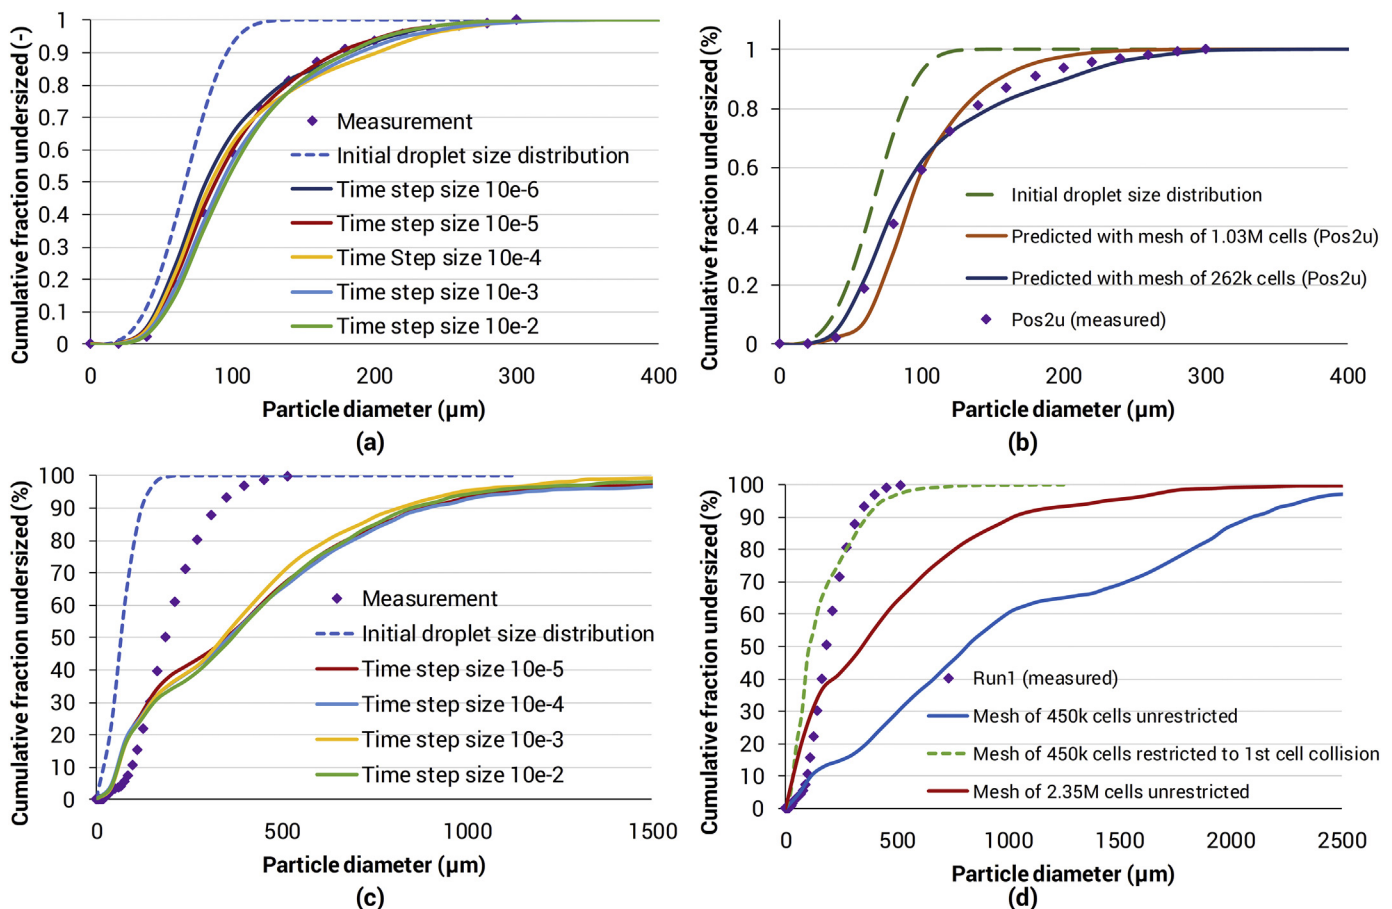 Cumulative fraction undersized (-)
1
0.9
0.8
0.7
0.6
0.5
0.4
0.3
0.2
0.1
0
Measurement
Initial droplet size distribution
Time step size 10e-6
Time step size 10e-5
Time Step size 10e-4
Time step size 10e-3
Time step size 10e-2
0 100 200 300 400
Particle diameter (µm)
(a)
Cumulative fraction undersized (%)
1
0.8
0.6
0.4
0.2
0
Initial droplet size distribution
Predicted with mesh of 1.03M cells (Pos2u)
Predicted with mesh of 262k cells (Pos2u)
Pos2u (measured)
0 100 200 300 400
Particle diameter (µm)
(b)
Cumulative fraction undersized (%)
100
90
80
70
60
50
40
30
20
10
0
Measurement
Initial droplet size distribution
Time step size 10e-5
Time step size 10e-4
Time step size 10e-3
Time step size 10e-2
0 500 1000 1500
Particle diameter (µm)
(c)
Cumulative fraction undersized (%)
100
90
80
70
60
50
40
30
20
10
0
Run1 (measured)
Mesh of 450k cells unrestricted
Mesh of 450k cells restricted to 1st cell collision
Mesh of 2.35M cells unrestricted
0 500 1000 1500 2000 2500
Particle diameter (µm)
(d)